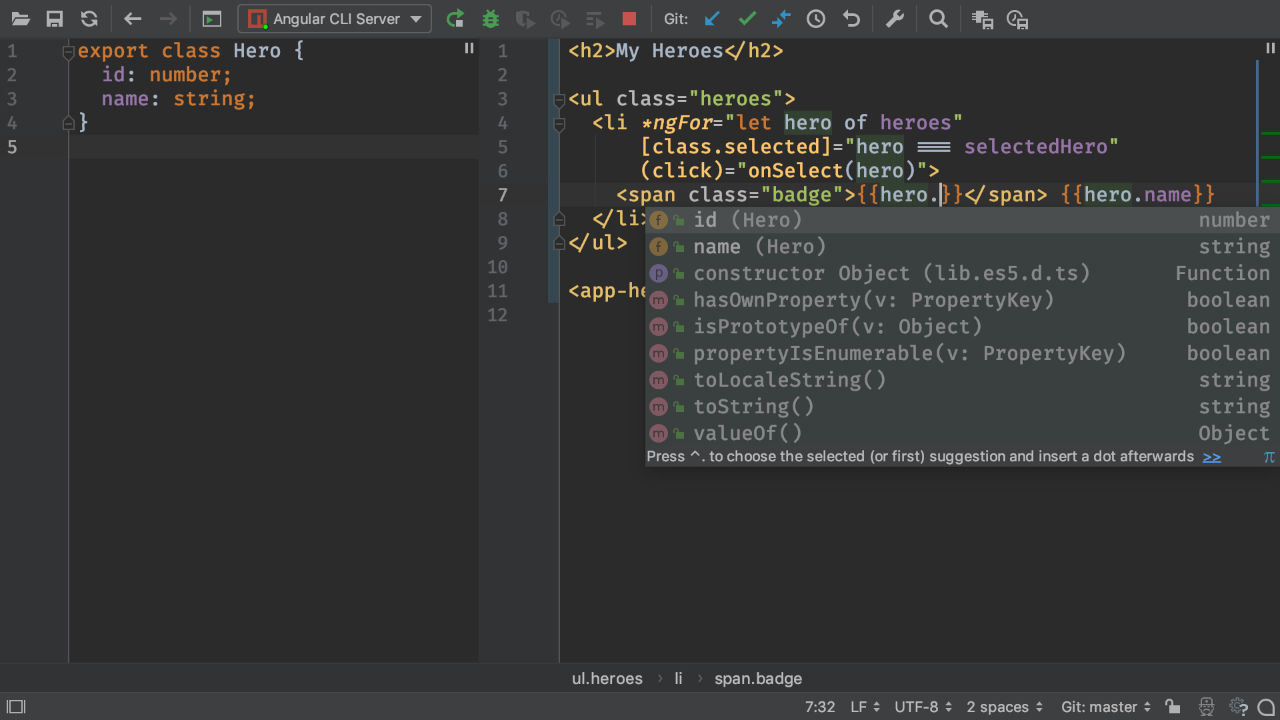 Angular CLI Server
Git:
1 export class Hero {
2 id: number;
3 name: string;
4 }
5
1 <h2>My Heroes</h2>
2
3 <ul class="heroes">
4 <li *ngFor="let hero of heroes"
5 [class.selected]="hero === selectedHero"
6 (click)="onSelect(hero)">
7 <span class="badge">{{hero.}}</span> {{hero.name}}
8 </li>
9 </ul>
10
11 <app-he
12
f id (Hero) number
f name (Hero) string
p constructor Object (lib.es5.d.ts) Function
m hasOwnProperty(v: PropertyKey) boolean
m isPrototypeOf(v: Object) boolean
m propertyIsEnumerable(v: PropertyKey) boolean
m toLocaleString() string
m toString() string
m valueOf() Object
Press ^. to choose the selected (or first) suggestion and insert a dot afterwards >> π
ul.heroes › li › span.badge
7:32 LF UTF-8 2 spaces Git: master